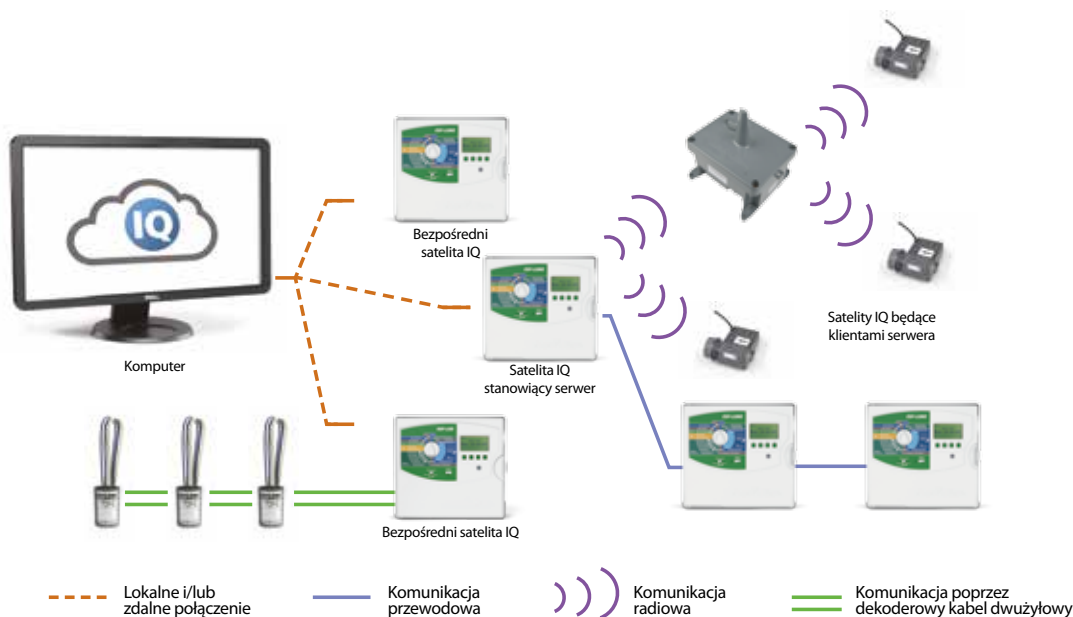 IQ
Komputer
Bezpośredni
satelita IQ
Satelita IQ
stanowiący serwer
Satelity IQ będące
klientami serwera
Bezpośredni satelita IQ
Lokalne i/lub
zdalne połączenie
Komunikacja
przewodowa
Komunikacja
radiowa
Komunikacja poprzez
dekoderowy kabel dwużyłowy